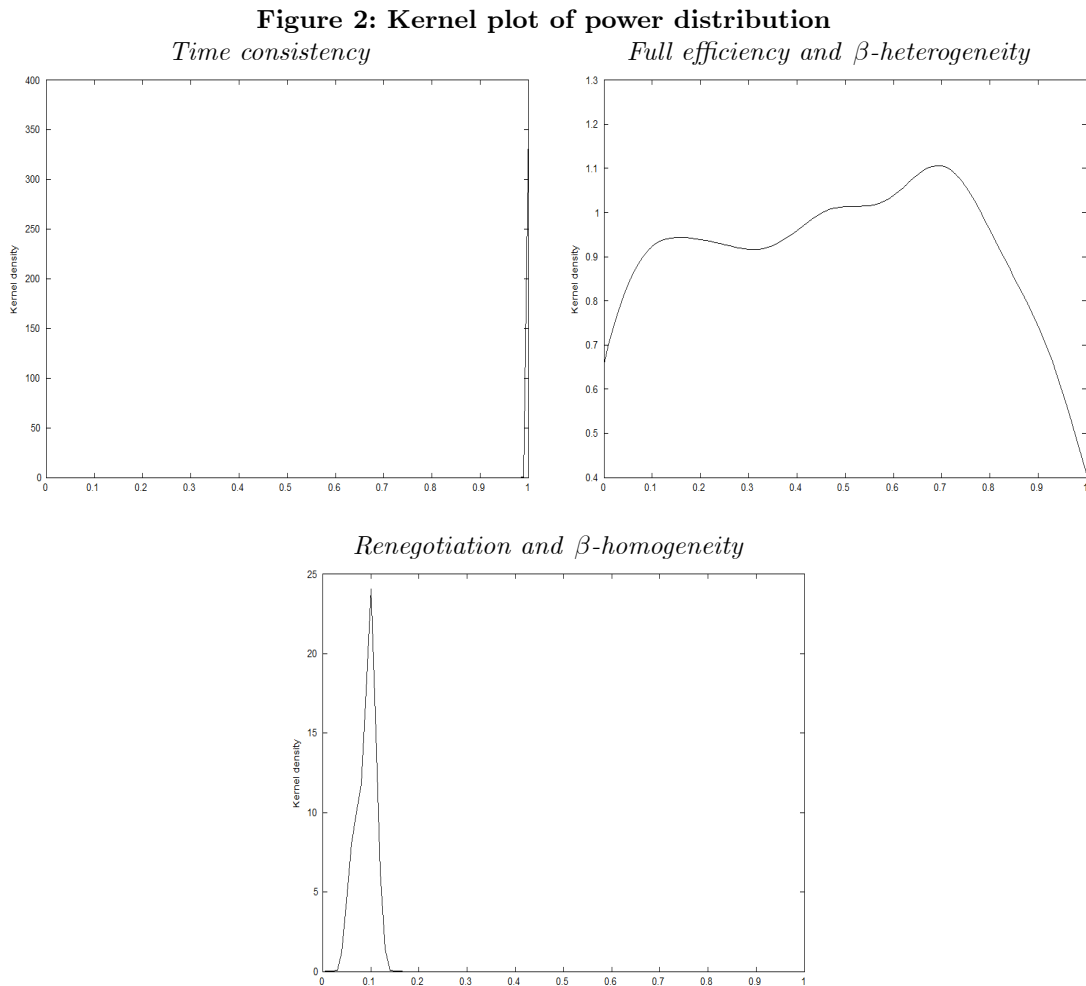 Figure 2: Kernel plot of power distribution
Time consistency
Full efficiency and β-heterogeneity
400
350
300
250
200
150
100
50
0
Kernel density
0 0.1 0.2 0.3 0.4 0.5 0.6 0.7 0.8 0.9 1
1.3
1.2
1.1
1
0.9
0.8
0.7
0.6
0.5
0.4
Kernel density
0 0.1 0.2 0.3 0.4 0.5 0.6 0.7 0.8 0.9 1
Renegotiation and β-homogeneity
25
20
15
10
5
0
Kernel density
0 0.1 0.2 0.3 0.4 0.5 0.6 0.7 0.8 0.9 1